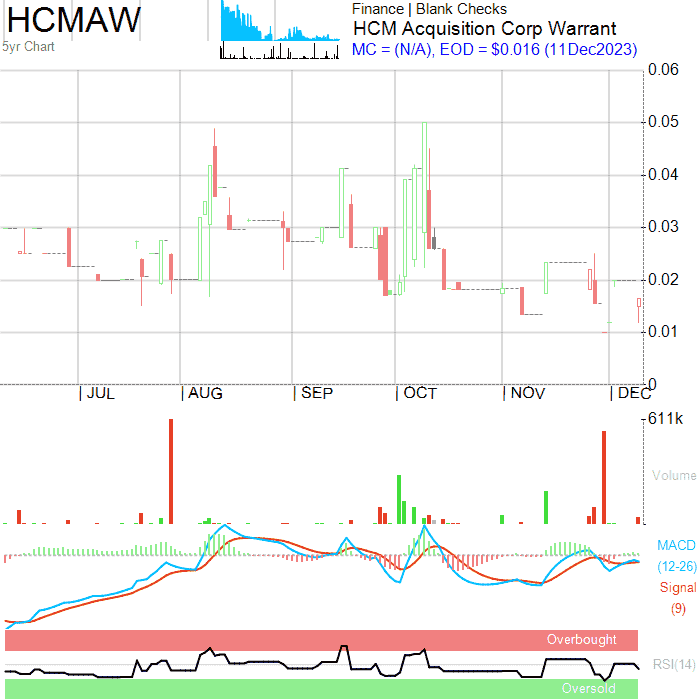 HCMAW
5yr Chart
Finance | Blank Checks
HCM Acquisition Corp Warrant
MC = (N/A), EOD = $0.016 (11Dec2023)
0.06
0.05
0.04
0.03
0.02
0.01
0
JUL
AUG
SEP
OCT
NOV
DEC
611k
Volume
MACD
(12-26)
Signal
(9)
Overbought
RSI(14)
Oversold